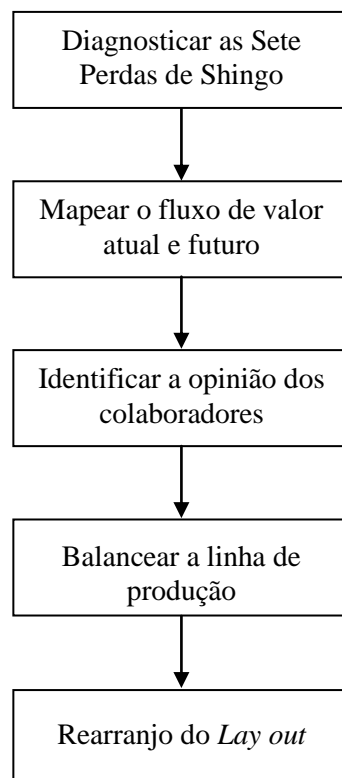 Diagnosticar as Sete
Perdas de Shingo
Mapear o fluxo de valor
atual e futuro
Identificar a opinião dos
colaboradores
Balancear a linha de
produção
Rearranjo do Lay out